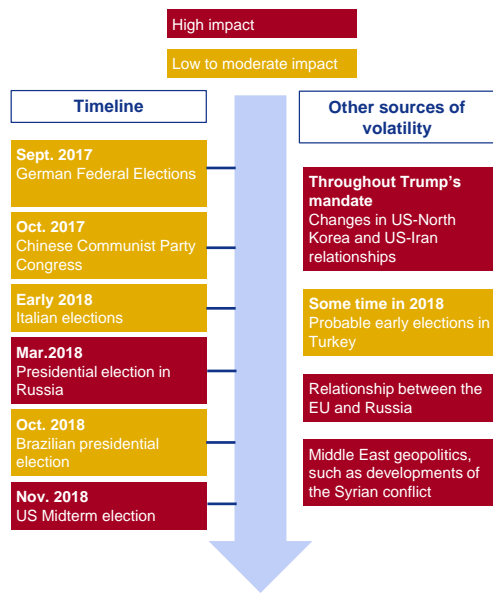 High impact
Low to moderate impact
Timeline
Sept. 2017
German Federal Elections
Oct. 2017
Chinese Communist Party
Congress
Early 2018
Italian elections
Mar.2018
Presidential election in
Russia
Oct. 2018
Brazilian presidential
election
Nov. 2018
US Midterm election
Other sources of
volatility
Throughout Trump's
mandate
Changes in US-North
Korea and US-Iran
relationships
Some time in 2018
Probable early elections in
Turkey
Relationship between the
EU and Russia
Middle East geopolitics,
such as developments of
the Syrian conflict